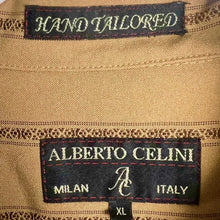 HAND TAILORED
ALBERTO CELINI
AC
MILAN ITALY
XL